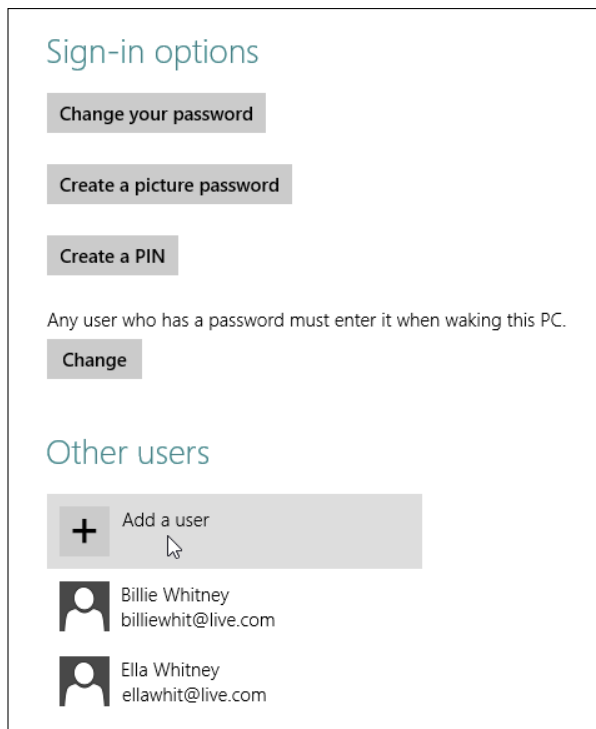 Sign-in options
Change your password
Create a picture password
Create a PIN
Any user who has a password must enter it when waking this PC.
Change
Other users
+ Add a user
Billie Whitney
billiewhit@live.com
Ella Whitney
ellawhit@live.com